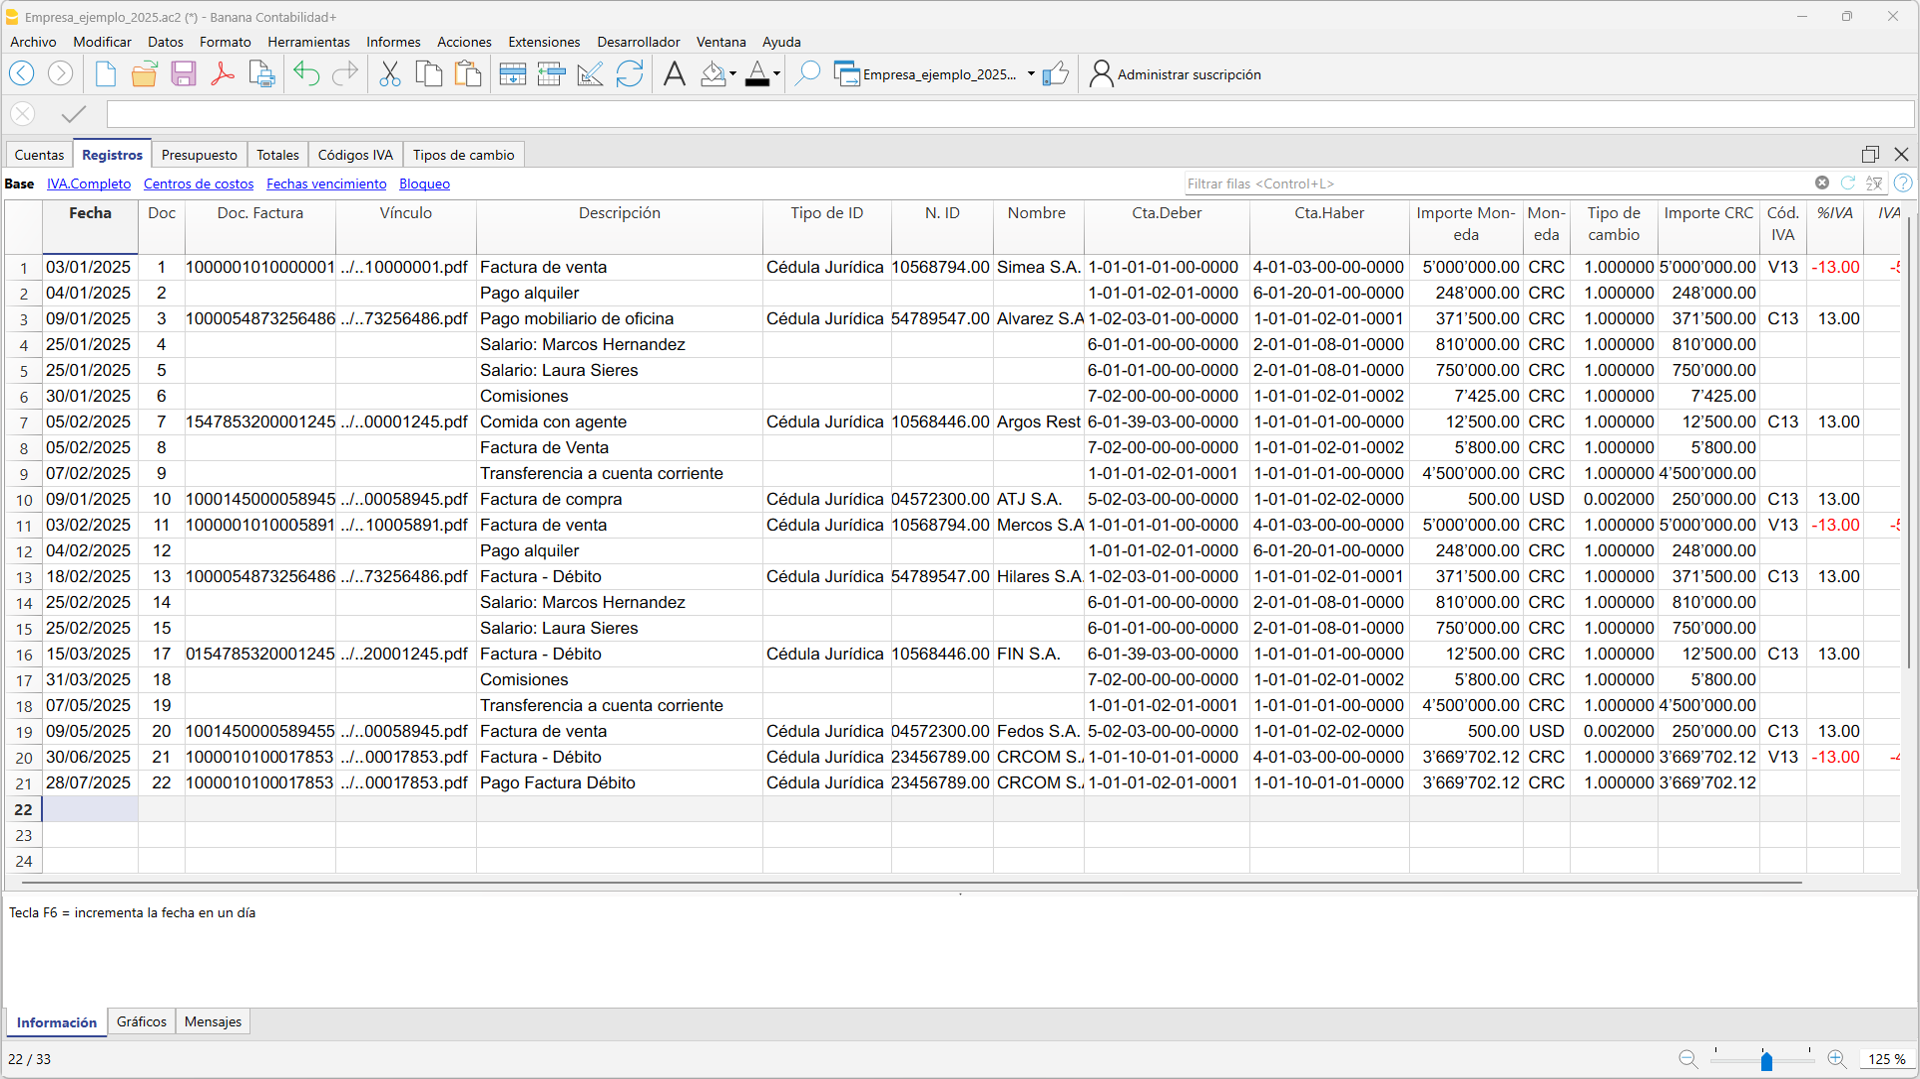 Empresa_ejemplo_2025.ac2 (*) - Banana Contabilidad+
Archivo Modificar Datos Formato Herramientas Informes Acciones Extensiones Desarrollador Ventana Ayuda
Empresa_ejemplo_2025... Administrar suscripción
Cuentas Registros Presupuesto Totales Códigos IVA Tipos de cambio
Base IVA.Completo Centros de costos Fechas vencimiento Bloqueo Filtrar filas <Control+L>
Fecha Doc Doc. Factura Vínculo Descripción Tipo de ID N. ID Nombre Cta.Deber Cta.Haber Importe Mon-eda Mon-eda Tipo de cambio Importe CRC Cód. IVA %IVA IVA
1 03/01/2025 1 1000001010000001 ../..10000001.pdf Factura de venta Cédula Jurídica 10568794.00 Simea S.A. 1-01-01-01-00-0000 4-01-03-00-00-0000 5'000'000.00 CRC 1.000000 5'000'000.00 V13 -13.00 -5
2 04/01/2025 2 Pago alquiler 1-01-01-02-01-0000 6-01-20-01-00-0000 248'000.00 CRC 1.000000 248'000.00
3 09/01/2025 3 1000054873256486 ../..73256486.pdf Pago mobiliario de oficina Cédula Jurídica 54789547.00 Alvarez S.A 1-02-03-01-00-0000 1-01-01-02-01-0001 371'500.00 CRC 1.000000 371'500.00 C13 13.00
4 25/01/2025 4 Salario: Marcos Hernandez 6-01-01-00-00-0000 2-01-01-08-01-0000 810'000.00 CRC 1.000000 810'000.00
5 25/01/2025 5 Salario: Laura Sieres 6-01-01-00-00-0000 2-01-01-08-01-0000 750'000.00 CRC 1.000000 750'000.00
6 30/01/2025 6 Comisiones 7-02-00-00-00-0000 1-01-01-02-01-0002 7'425.00 CRC 1.000000 7'425.00
7 05/02/2025 7 1547853200001245 ../..00001245.pdf Comida con agente Cédula Jurídica 10568446.00 Argos Rest 6-01-39-03-00-0000 1-01-01-01-00-0000 12'500.00 CRC 1.000000 12'500.00 C13 13.00
8 05/02/2025 8 Factura de Venta 7-02-00-00-00-0000 1-01-01-02-01-0002 5'800.00 CRC 1.000000 5'800.00
9 07/02/2025 9 Transferencia a cuenta corriente 1-01-01-02-01-0001 1-01-01-01-00-0000 4'500'000.00 CRC 1.000000 4'500'000.00
10 09/01/2025 10 1000145000058945 ../..00058945.pdf Factura de compra Cédula Jurídica 04572300.00 ATJ S.A. 5-02-03-00-00-0000 1-01-01-02-02-0000 500.00 USD 0.002000 250'000.00 C13 13.00
11 03/02/2025 11 1000001010005891 ../..10005891.pdf Factura de venta Cédula Jurídica 10568794.00 Mercos S.A 1-01-01-01-00-0000 4-01-03-00-00-0000 5'000'000.00 CRC 1.000000 5'000'000.00 V13 -13.00 -5
12 04/02/2025 12 Pago alquiler 1-01-01-02-01-0000 6-01-20-01-00-0000 248'000.00 CRC 1.000000 248'000.00
13 18/02/2025 13 1000054873256486 ../..73256486.pdf Factura - Débito Cédula Jurídica 54789547.00 Hilares S.A. 1-02-03-01-00-0000 1-01-01-02-01-0001 371'500.00 CRC 1.000000 371'500.00 C13 13.00
14 25/02/2025 14 Salario: Marcos Hernandez 6-01-01-00-00-0000 2-01-01-08-01-0000 810'000.00 CRC 1.000000 810'000.00
15 25/02/2025 15 Salario: Laura Sieres 6-01-01-00-00-0000 2-01-01-08-01-0000 750'000.00 CRC 1.000000 750'000.00
16 15/03/2025 17 0154785320001245 ../..20001245.pdf Factura - Débito Cédula Jurídica 10568446.00 FIN S.A. 6-01-39-03-00-0000 1-01-01-01-00-0000 12'500.00 CRC 1.000000 12'500.00 C13 13.00
17 31/03/2025 18 Comisiones 7-02-00-00-00-0000 1-01-01-02-01-0002 5'800.00 CRC 1.000000 5'800.00
18 07/05/2025 19 Transferencia a cuenta corriente 1-01-01-02-01-0001 1-01-01-01-00-0000 4'500'000.00 CRC 1.000000 4'500'000.00
19 09/05/2025 20 1001450000589455 ../..00058945.pdf Factura de venta Cédula Jurídica 04572300.00 Fedos S.A. 5-02-03-00-00-0000 1-01-01-02-02-0000 500.00 USD 0.002000 250'000.00 C13 13.00
20 30/06/2025 21 1000010100017853 ../..00017853.pdf Factura - Débito Cédula Jurídica 23456789.00 CRCOM S. 1-01-10-01-01-0000 4-01-03-00-00-0000 3'669'702.12 CRC 1.000000 3'669'702.12 V13 -13.00 -4
21 28/07/2025 22 1000010100017853 ../..00017853.pdf Pago Factura Débito Cédula Jurídica 23456789.00 CRCOM S. 1-01-01-02-01-0001 1-01-10-01-01-0000 3'669'702.12 CRC 1.000000 3'669'702.12
22
23
24
Tecla F6 = incrementa la fecha en un día
Información Gráficos Mensajes
22 / 33 125 %